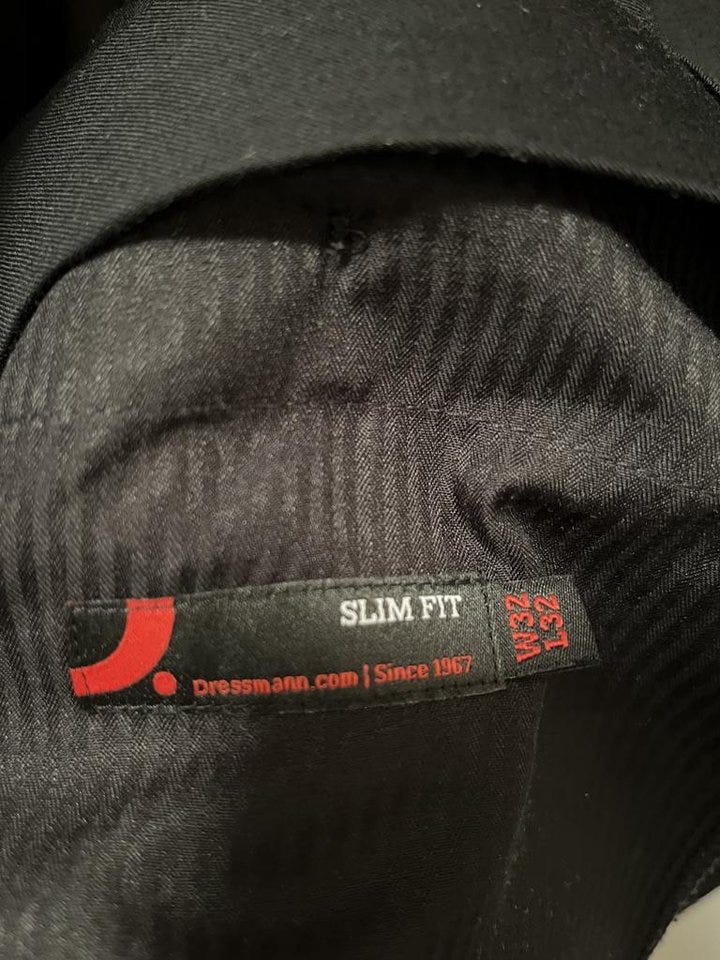 SLIM FIT
Dressmann.com | Since 1967
W32
L32